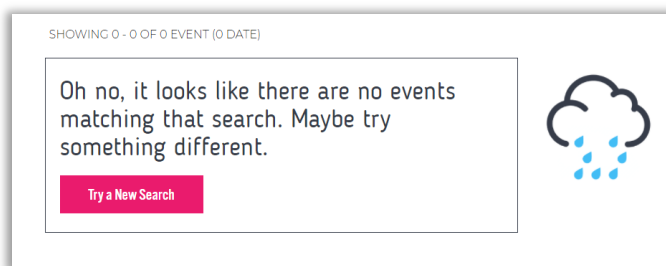 SHOWING 0 - 0 OF 0 EVENT (0 DATE)
Oh no, it looks like there are no events
matching that search. Maybe try
something different.
Try a New Search